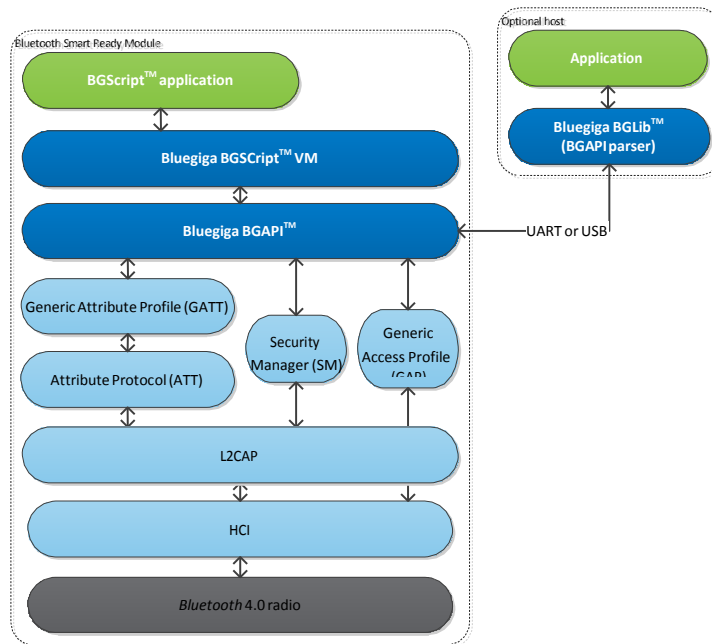 Bluetooth Smart Ready Module
BGScript™ application
Bluegiga BGSCript™ VM
Bluegiga BGAPI™
Generic Attribute Profile (GATT)
Attribute Protocol (ATT)
Security
Manager (SM)
Generic
Access Profile
(GAP)
L2CAP
HCI
Bluetooth 4.0 radio
Optional host
Application
Bluegiga BGLib™
(BGAPI parser)
UART or USB